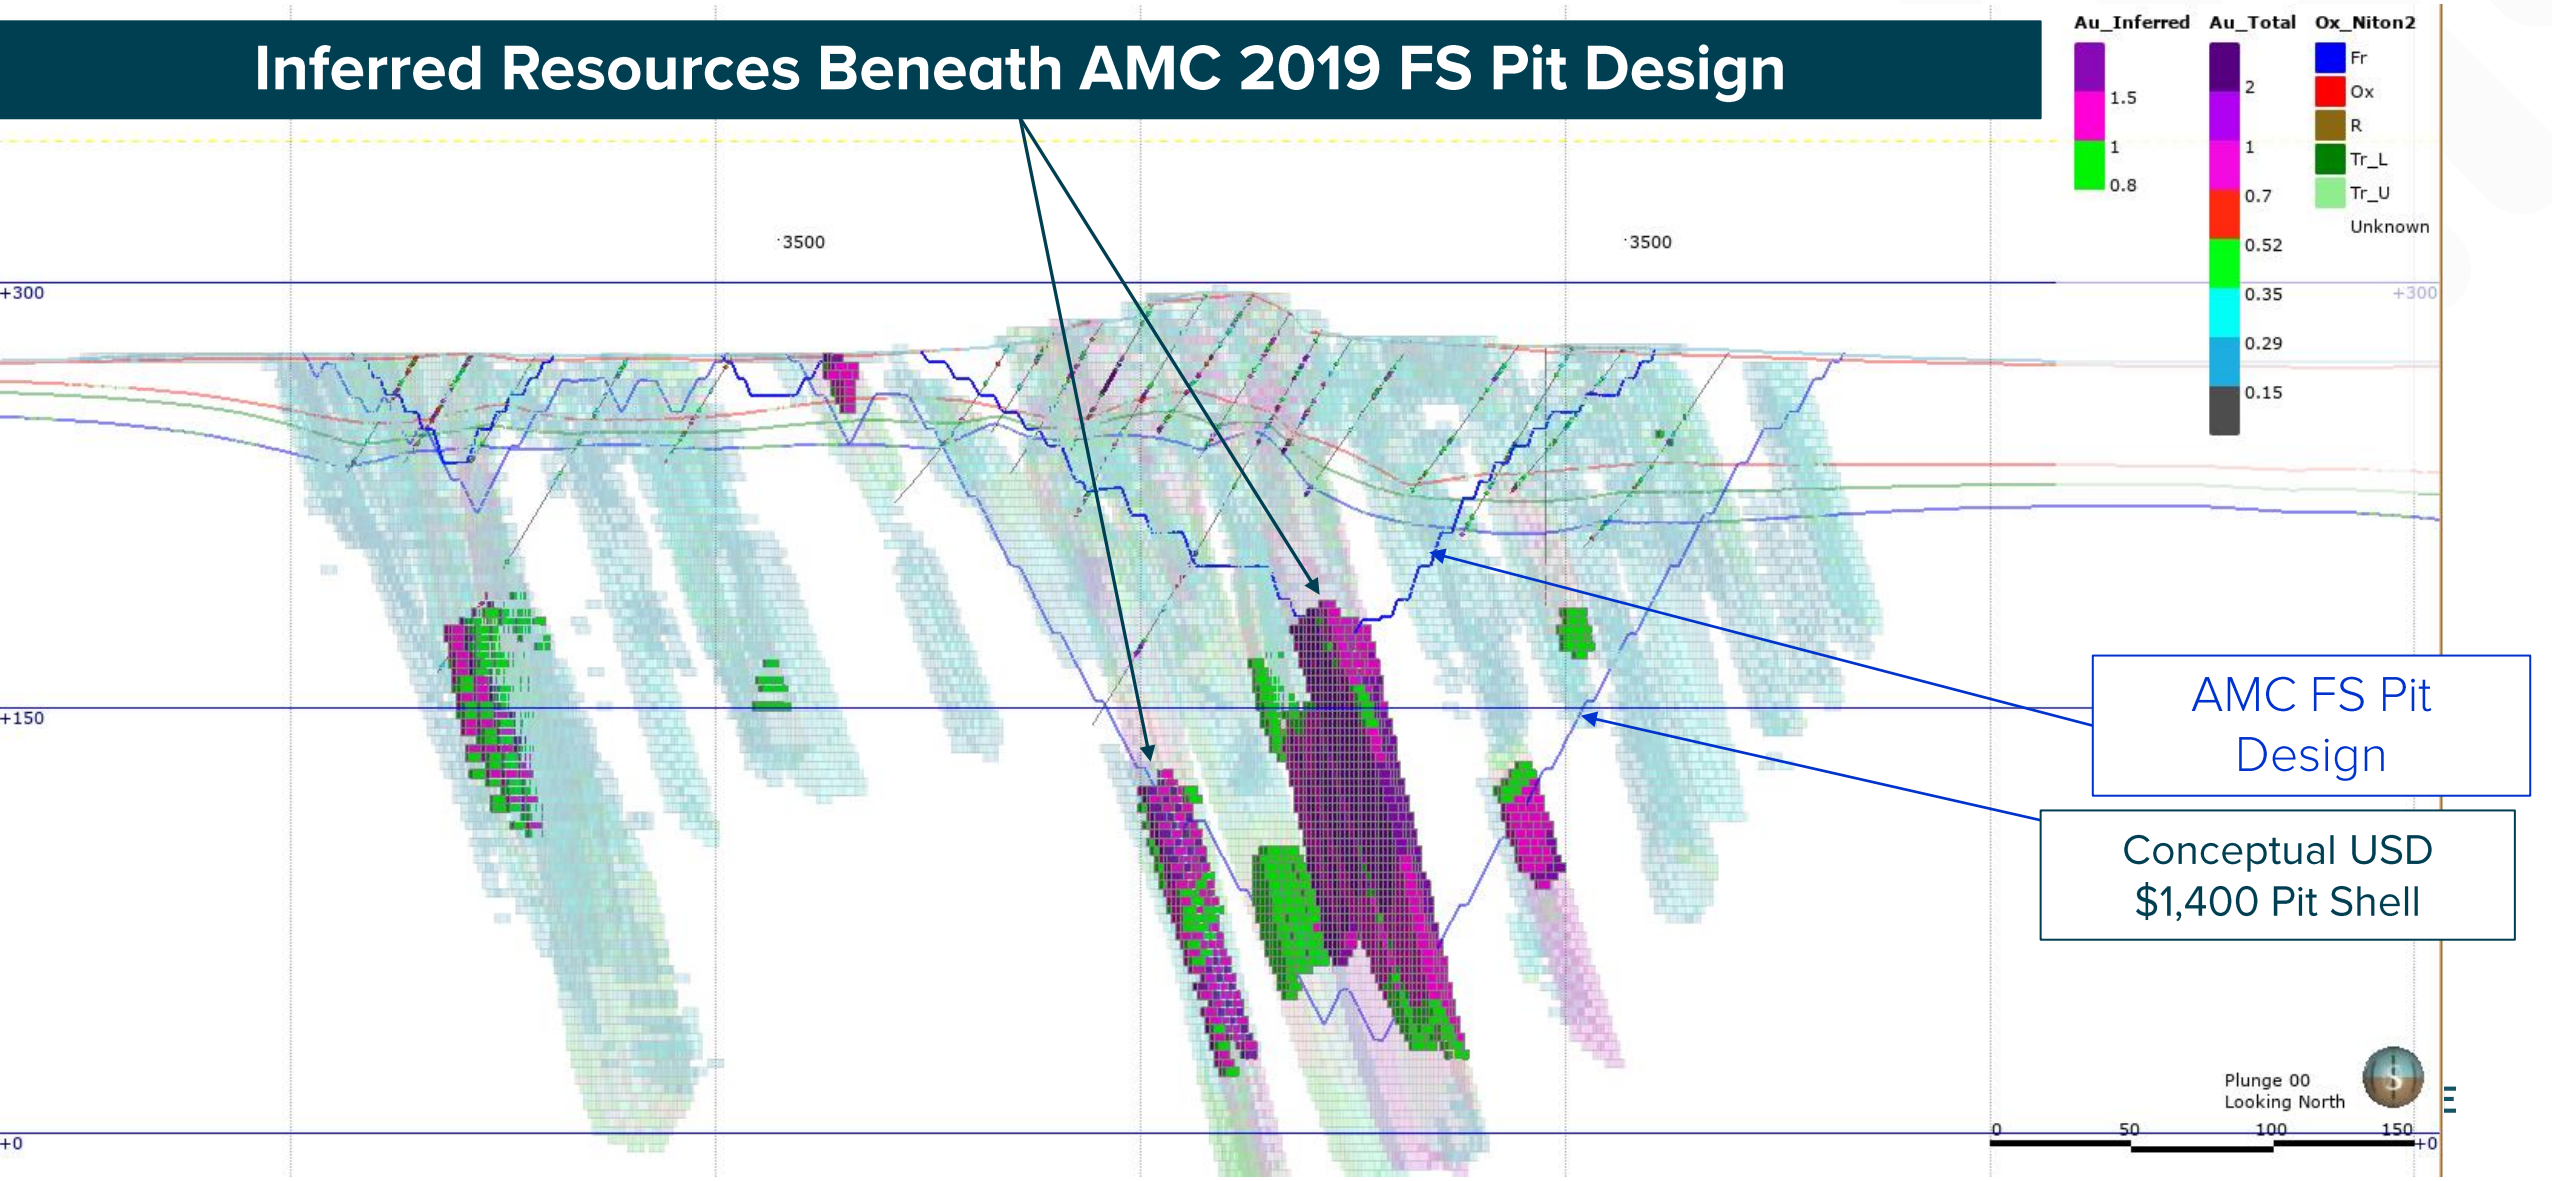 Inferred Resources Beneath AMC 2019 FS Pit Design
Au_Inferred
1.5
1
0.8
Au_Total
2
1
0.7
0.52
0.35
0.29
0.15
Ox_Niton2
Fr
Ox
R
Tr_L
Tr_U
Unknown
3500
3500
+300
+300
+150
AMC FS Pit
Design
Conceptual USD
$1,400 Pit Shell
Plunge 00
Looking North
S
E
0 50 100 150
+0
+0